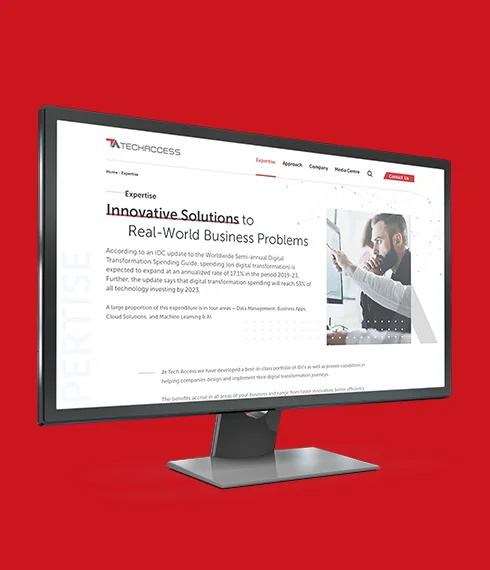 TECHACCESS
Expertise Approach Company Media Centre Contact Us
Home : Expertise
Expertise
Innovative Solutions to
Real-World Business Problems
According to an IDC update to the Worldwide Semi-annual Digital
Transformation Spending Guide, spending (on digital transformation) is
expected to expand at an annualized rate of 17.1% in the period 2019-23.
Further, the update says that digital transformation spending will reach 53% of
all technology investing by 2023.
A large proportion of this expenditure is in four areas – Data Management, Business Apps,
Cloud Solutions, and Machine Learning & AI.
PERTISE
At Tech Access we have developed a best-in-class portfolio of ISV's as well as proven capabilities in
helping companies design and implement their digital transformation journeys
The benefits accrue in all areas of your business and range from faster innovation, better efficiency